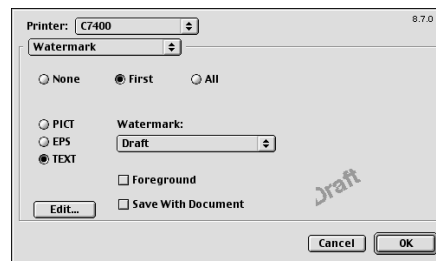 Printer: C7400
8.7.0
Watermark
None First All
PICT Watermark:
EPS Draft
TEXT
Foreground
Draft
Edit... Save With Document
Cancel OK